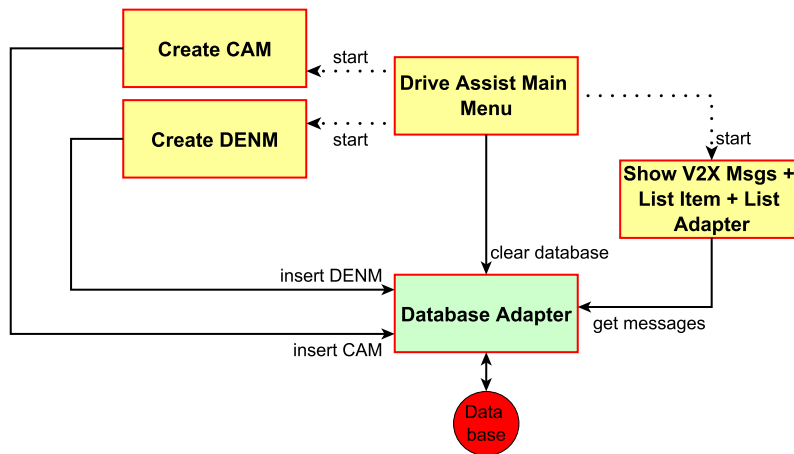 Create CAM
start
Drive Assist Main
Menu
Create DENM
start
start
Show V2X Msgs +
List Item + List
Adapter
clear database
insert DENM
Database Adapter
get messages
insert CAM
Data
base